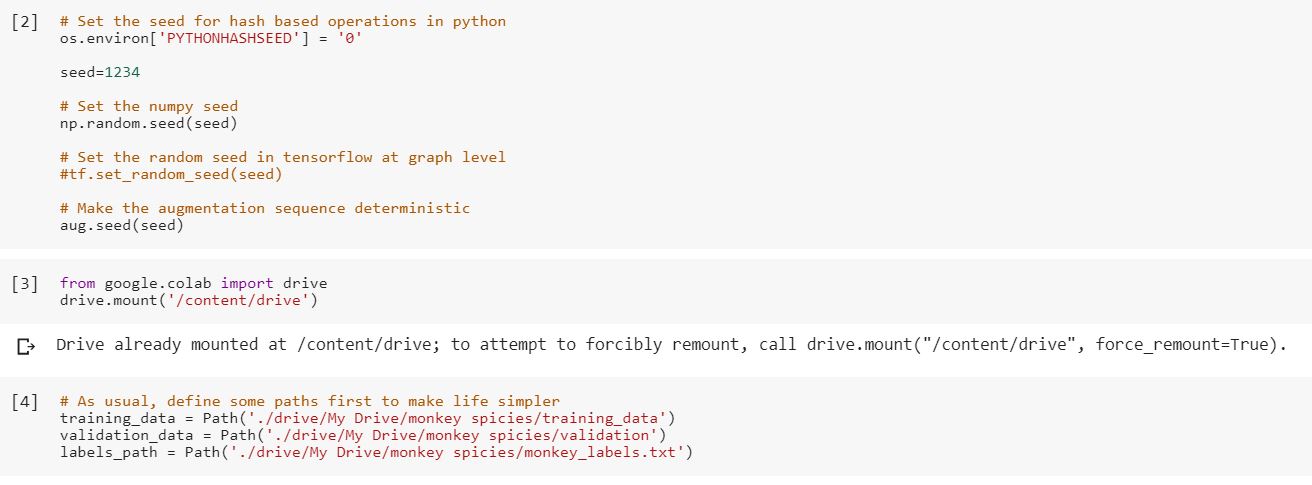 [2] # Set the seed for hash based operations in python
os.environ['PYTHONHASHSEED'] = '0'
seed=1234
# Set the numpy seed
np.random.seed(seed)
# Set the random seed in tensorflow at graph level
#tf.set_random_seed(seed)
# Make the augmentation sequence deterministic
aug.seed(seed)
[3] from google.colab import drive
drive.mount('/content/drive')
Drive already mounted at /content/drive; to attempt to forcibly remount, call drive.mount("/content/drive", force_remount=True).
[4] # As usual, define some paths first to make life simpler
training_data = Path('./drive/My Drive/monkey spicies/training_data')
validation_data = Path('./drive/My Drive/monkey spicies/validation')
labels_path = Path('./drive/My Drive/monkey spicies/monkey_labels.txt')